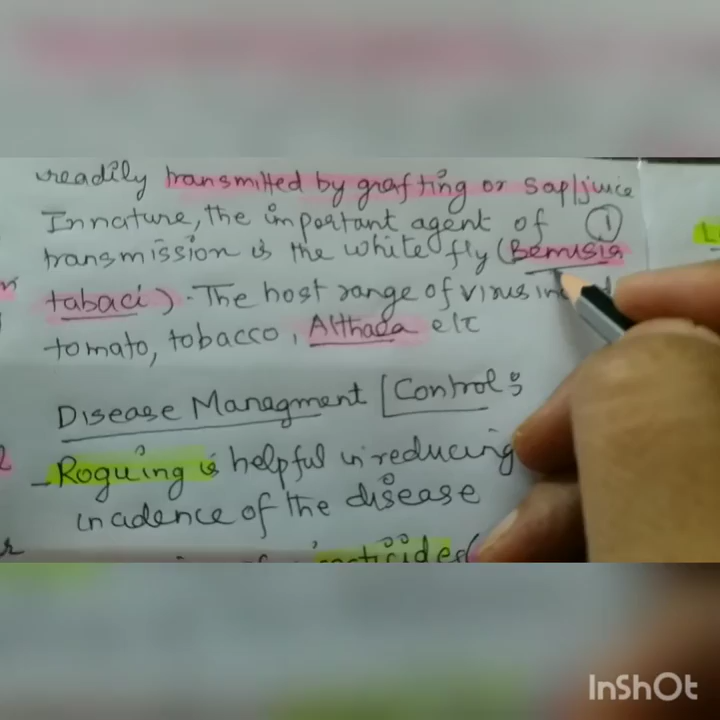 readily transmitted by grafting or sap/juice
In nature, the important agent of ①
transmission is the white fly (Bemisia
tabaci). The host range of virus
tomato, tobacco, Althaea etc
Disease Managment [Control;
- Roguing is helpful in reducing
incadence of the disease
L
InShOt